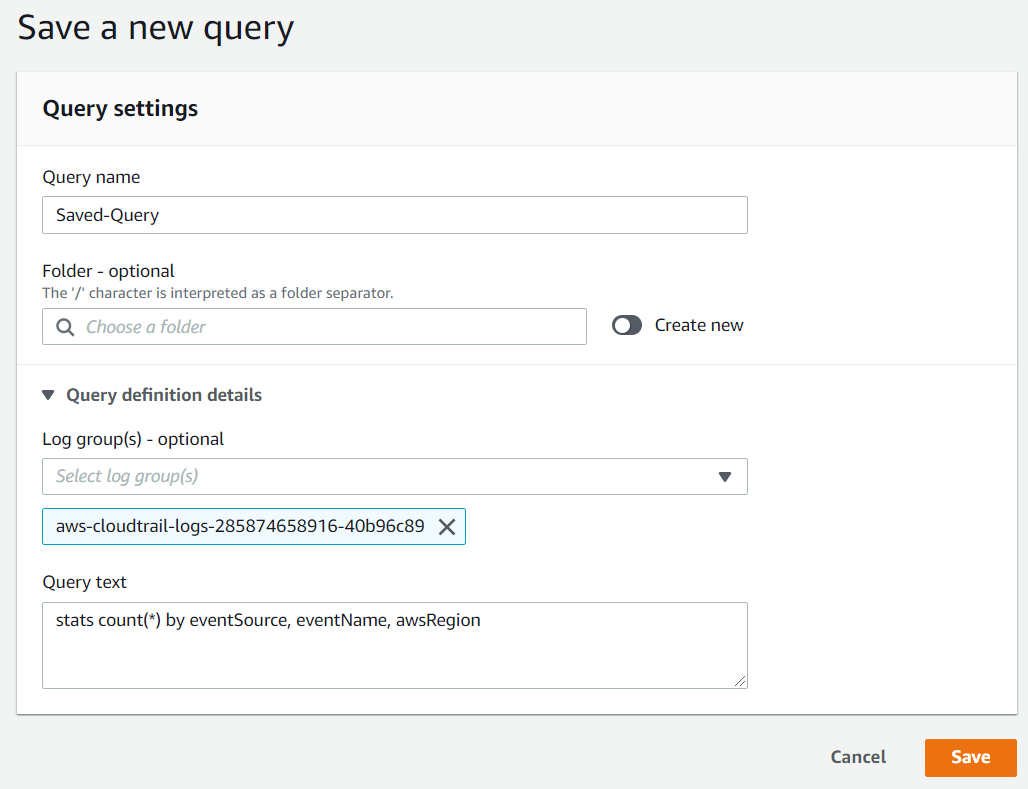 Save a new query
Query settings
Query name
Saved-Query
Folder - optional
The '/' character is interpreted as a folder separator.
Choose a folder
Create new
Query definition details
Log group(s) - optional
Select log group(s)
aws-cloudtrail-logs-285874658916-40b96c89
Query text
stats count(*) by eventSource, eventName, awsRegion
Cancel
Save